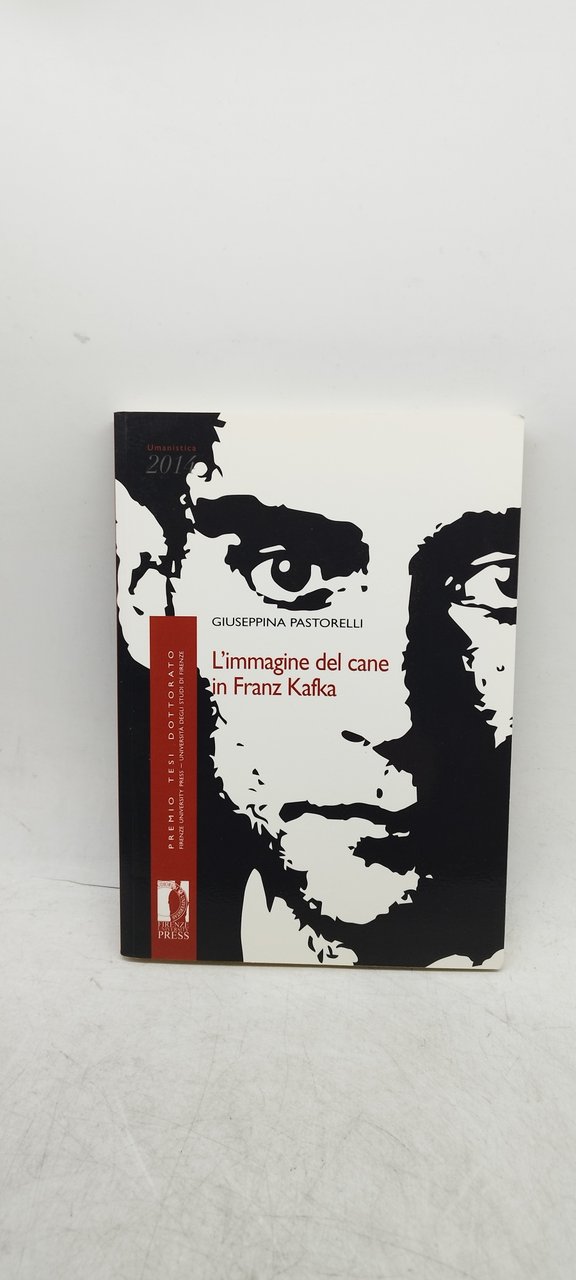 Umanistica
2014
GIUSEPPINA PASTORELLI
L'immagine del cane
in Franz Kafka
PREMIO TESI DOTTORATO
FIRENZE UNIVERSITY PRESS – UNIVERSITÀ DEGLI STUDI DI FIRENZE
FIRENZE
PRESS